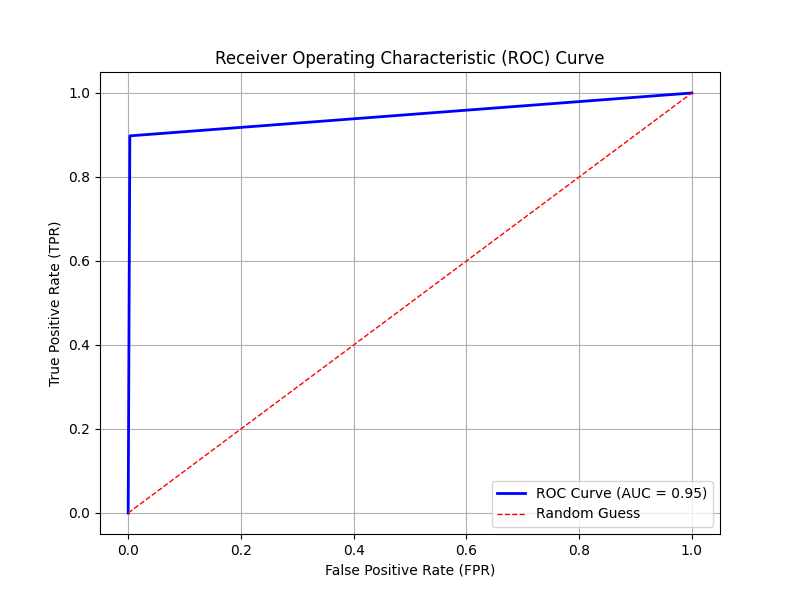 Receiver Operating Characteristic (ROC) Curve
1.0
0.8
0.6
0.4
0.2
0.0
True Positive Rate (TPR)
ROC Curve (AUC = 0.95)
Random Guess
0.0 0.2 0.4 0.6 0.8 1.0
False Positive Rate (FPR)